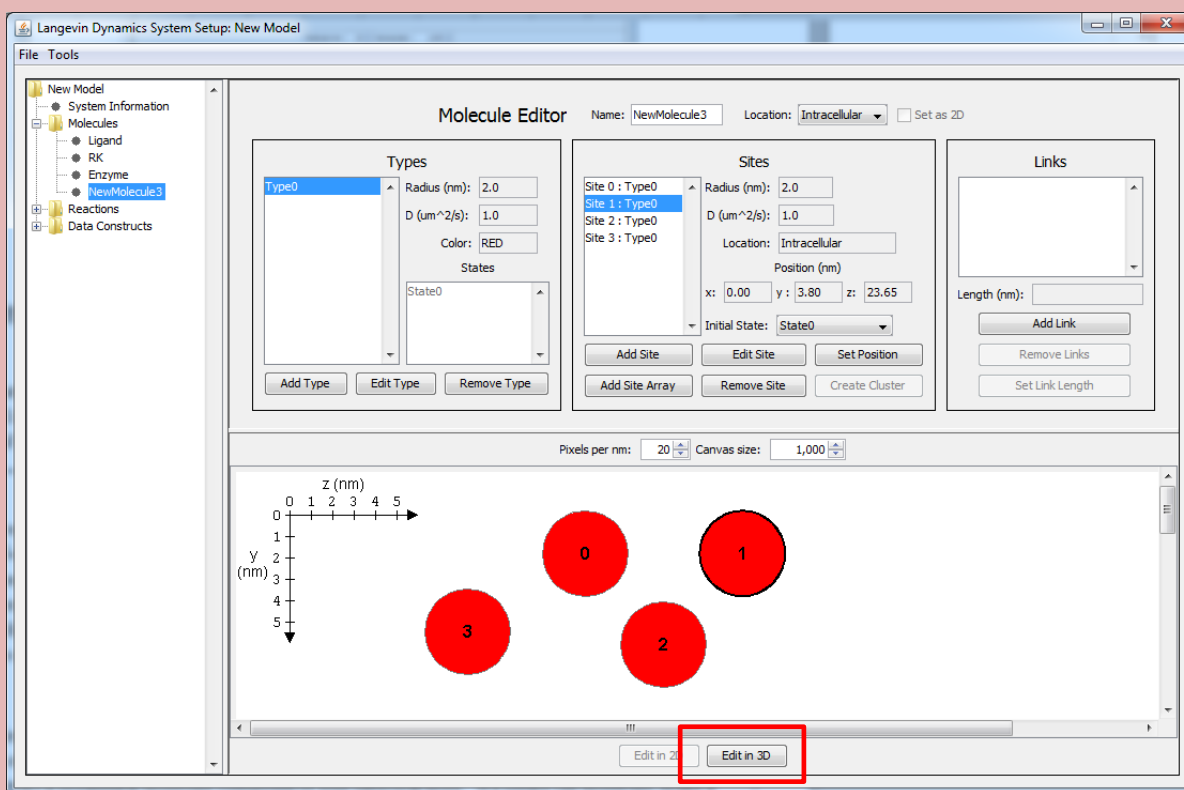 Langevin Dynamics System Setup: New Model
File Tools
New Model
System Information
Molecules
Ligand
RK
Enzyme
NewMolecule3
Reactions
Data Constructs
Molecule Editor Name: NewMolecule3 Location: Intracellular Set as 2D
Types
Type0
Radius (nm): 2.0
D (um^2/s): 1.0
Color: RED
States
State0
Add Type Edit Type Remove Type
Sites
Site 0 : Type0
Site 1 : Type0
Site 2 : Type0
Site 3 : Type0
Radius (nm): 2.0
D (um^2/s): 1.0
Location: Intracellular
Position (nm)
x: 0.00 y : 3.80 z: 23.65
Initial State: State0
Add Site Edit Site Set Position
Add Site Array Remove Site Create Cluster
Links
Length (nm):
Add Link
Remove Links
Set Link Length
Pixels per nm: 20 Canvas size: 1,000
z (nm)
0 1 2 3 4 5
0
1
y 2
(nm) 3
4
5
0 1
3 2
Edit in 2D Edit in 3D